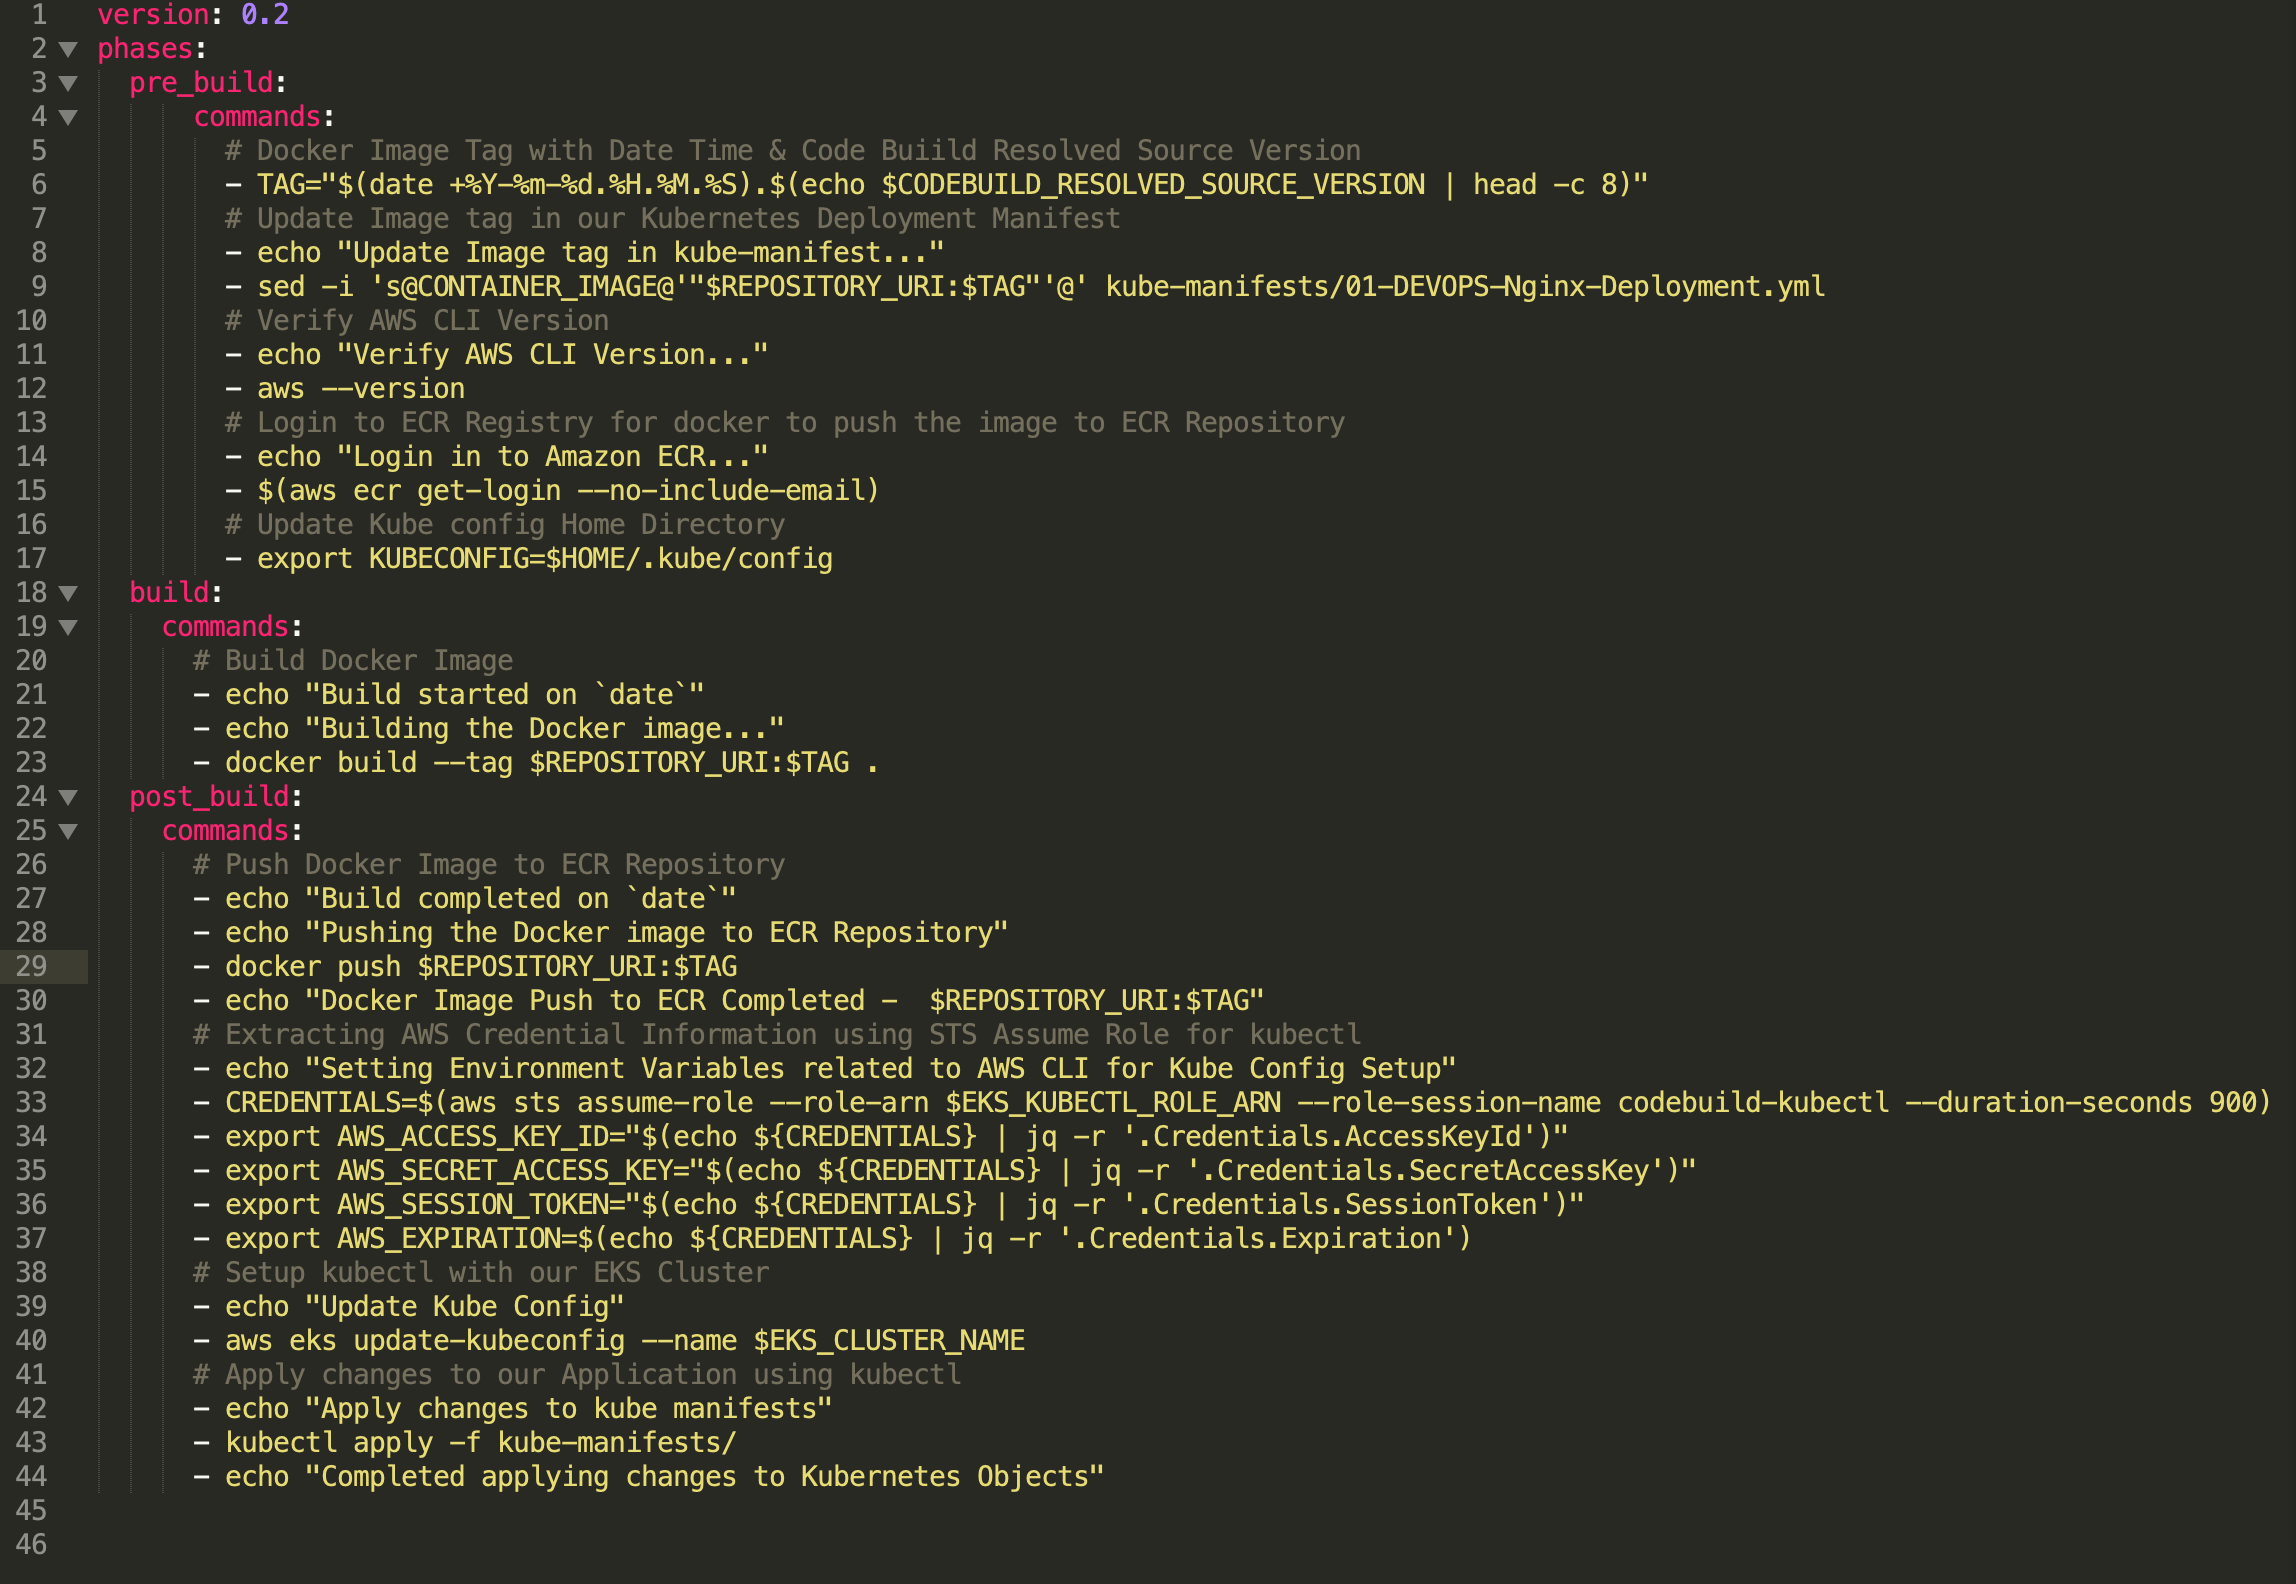 1 version: 0.2
2 phases:
3   pre_build:
4       commands:
5         # Docker Image Tag with Date Time & Code Buiild Resolved Source Version
6         - TAG="$(date +%Y-%m-%d.%H.%M.%S).$(echo $CODEBUILD_RESOLVED_SOURCE_VERSION | head -c 8)"
7         # Update Image tag in our Kubernetes Deployment Manifest
8         - echo "Update Image tag in kube-manifest..."
9         - sed -i 's@CONTAINER_IMAGE@'"$REPOSITORY_URI:$TAG"'@' kube-manifests/01-DEVOPS-Nginx-Deployment.yml
10         # Verify AWS CLI Version
11         - echo "Verify AWS CLI Version..."
12         - aws --version
13         # Login to ECR Registry for docker to push the image to ECR Repository
14         - echo "Login in to Amazon ECR..."
15         - $(aws ecr get-login --no-include-email)
16         # Update Kube config Home Directory
17         - export KUBECONFIG=$HOME/.kube/config
18   build:
19     commands:
20       # Build Docker Image
21       - echo "Build started on `date`"
22       - echo "Building the Docker image..."
23       - docker build --tag $REPOSITORY_URI:$TAG .
24   post_build:
25     commands:
26       # Push Docker Image to ECR Repository
27       - echo "Build completed on `date`"
28       - echo "Pushing the Docker image to ECR Repository"
29       - docker push $REPOSITORY_URI:$TAG
30       - echo "Docker Image Push to ECR Completed -  $REPOSITORY_URI:$TAG"
31       # Extracting AWS Credential Information using STS Assume Role for kubectl
32       - echo "Setting Environment Variables related to AWS CLI for Kube Config Setup"
33       - CREDENTIALS=$(aws sts assume-role --role-arn $EKS_KUBECTL_ROLE_ARN --role-session-name codebuild-kubectl --duration-seconds 900)
34       - export AWS_ACCESS_KEY_ID="$(echo ${CREDENTIALS} | jq -r '.Credentials.AccessKeyId')"
35       - export AWS_SECRET_ACCESS_KEY="$(echo ${CREDENTIALS} | jq -r '.Credentials.SecretAccessKey')"
36       - export AWS_SESSION_TOKEN="$(echo ${CREDENTIALS} | jq -r '.Credentials.SessionToken')"
37       - export AWS_EXPIRATION=$(echo ${CREDENTIALS} | jq -r '.Credentials.Expiration')
38       # Setup kubectl with our EKS Cluster
39       - echo "Update Kube Config"
40       - aws eks update-kubeconfig --name $EKS_CLUSTER_NAME
41       # Apply changes to our Application using kubectl
42       - echo "Apply changes to kube manifests"
43       - kubectl apply -f kube-manifests/
44       - echo "Completed applying changes to Kubernetes Objects"
45
46